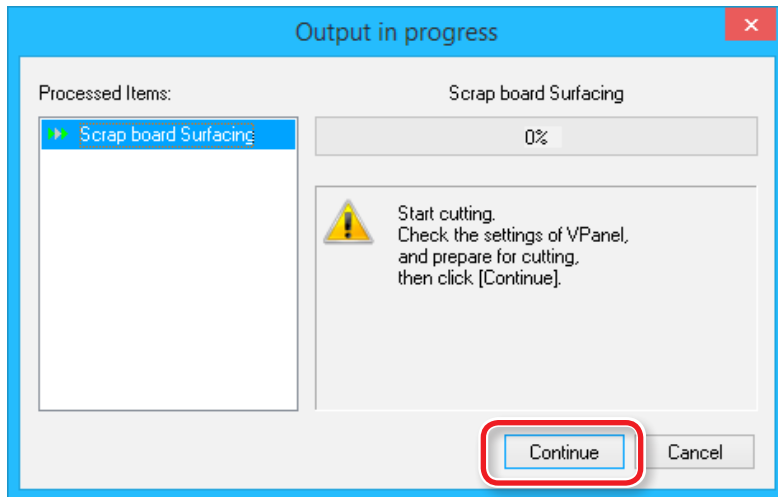 Output in progress
Processed Items:
Scrap board Surfacing
Scrap board Surfacing
0%
Start cutting.
Check the settings of VPanel,
and prepare for cutting,
then click [Continue].
Continue
Cancel